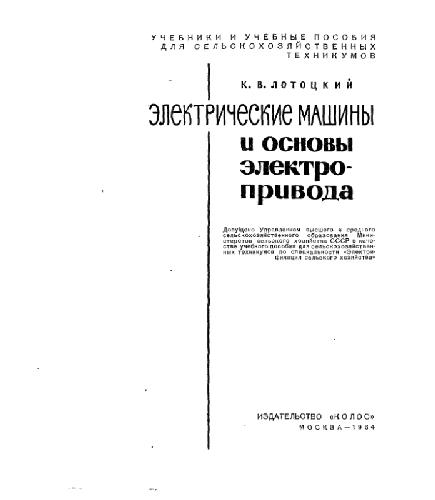 УЧЕБНИКИ И УЧЕБНЫЕ ПОСОБИЯ
ДЛЯ СЕЛЬСКОХОЗЯЙСТВЕННЫХ
ТЕХНИКУМОВ
К. В. ЛОТОЦКИЙ
ЭЛЕКТРИЧЕСКИЕ МАШИНЫ
И ОСНОВЫ
ЭЛЕКТРО-
ПРИВОДА
Допущено Управлением высшего и среднего
сельскохозяйственного образования Мини-
стерства сельского хозяйства СССР в каче-
стве учебного пособия для сельскохозяйствен-
ных техникумов по специальности «Электри-
фикация сельского хозяйства»
ИЗДАТЕЛЬСТВО «КОЛОС»
МОСКВА—1964